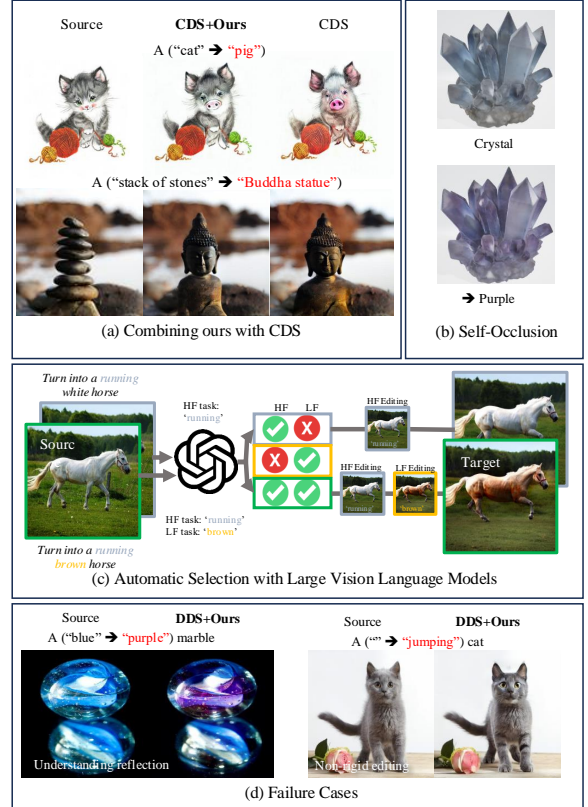 Source CDS+Ours CDS
A (“cat” ➔ “pig”)
A (“stack of stones” ➔ “Buddha statue”)
(a) Combining ours with CDS
Crystal
➔ Purple
(b) Self-Occlusion
Turn into a running
white horse
Sourc
Turn into a running
brown horse
HF task:
‘running’
HF task: ‘running’
LF task: ‘brown’
HF LF
HF Editing
‘running’
HF Editing LF Editing
‘running’ ‘brown’
Target
(c) Automatic Selection with Large Vision Language Models
Source DDS+Ours
A (“blue” ➔ “purple”) marble
Understanding reflection
Source DDS+Ours
A (“” ➔ “jumping”) cat
Non-rigid editing
(d) Failure Cases